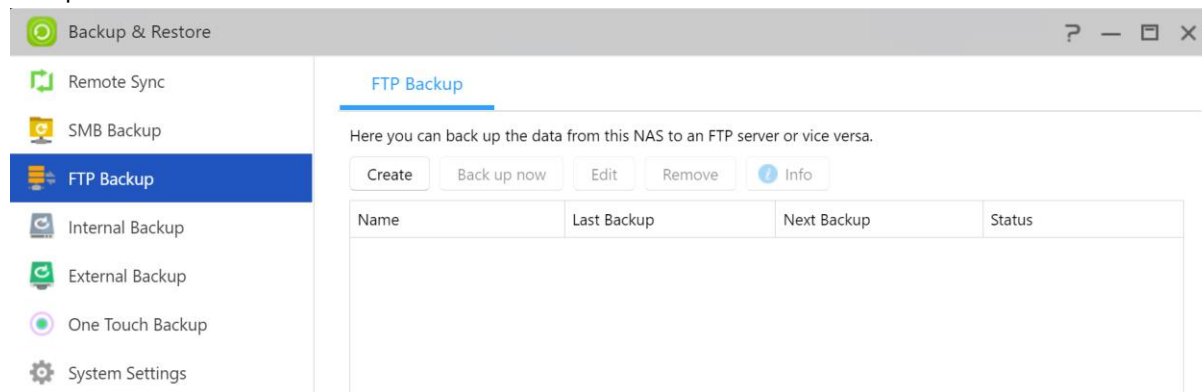 Backup & Restore
Remote Sync
SMB Backup
FTP Backup
Internal Backup
External Backup
One Touch Backup
System Settings
FTP Backup
Here you can back up the data from this NAS to an FTP server or vice versa.
Create Back up now Edit Remove Info
Name Last Backup Next Backup Status